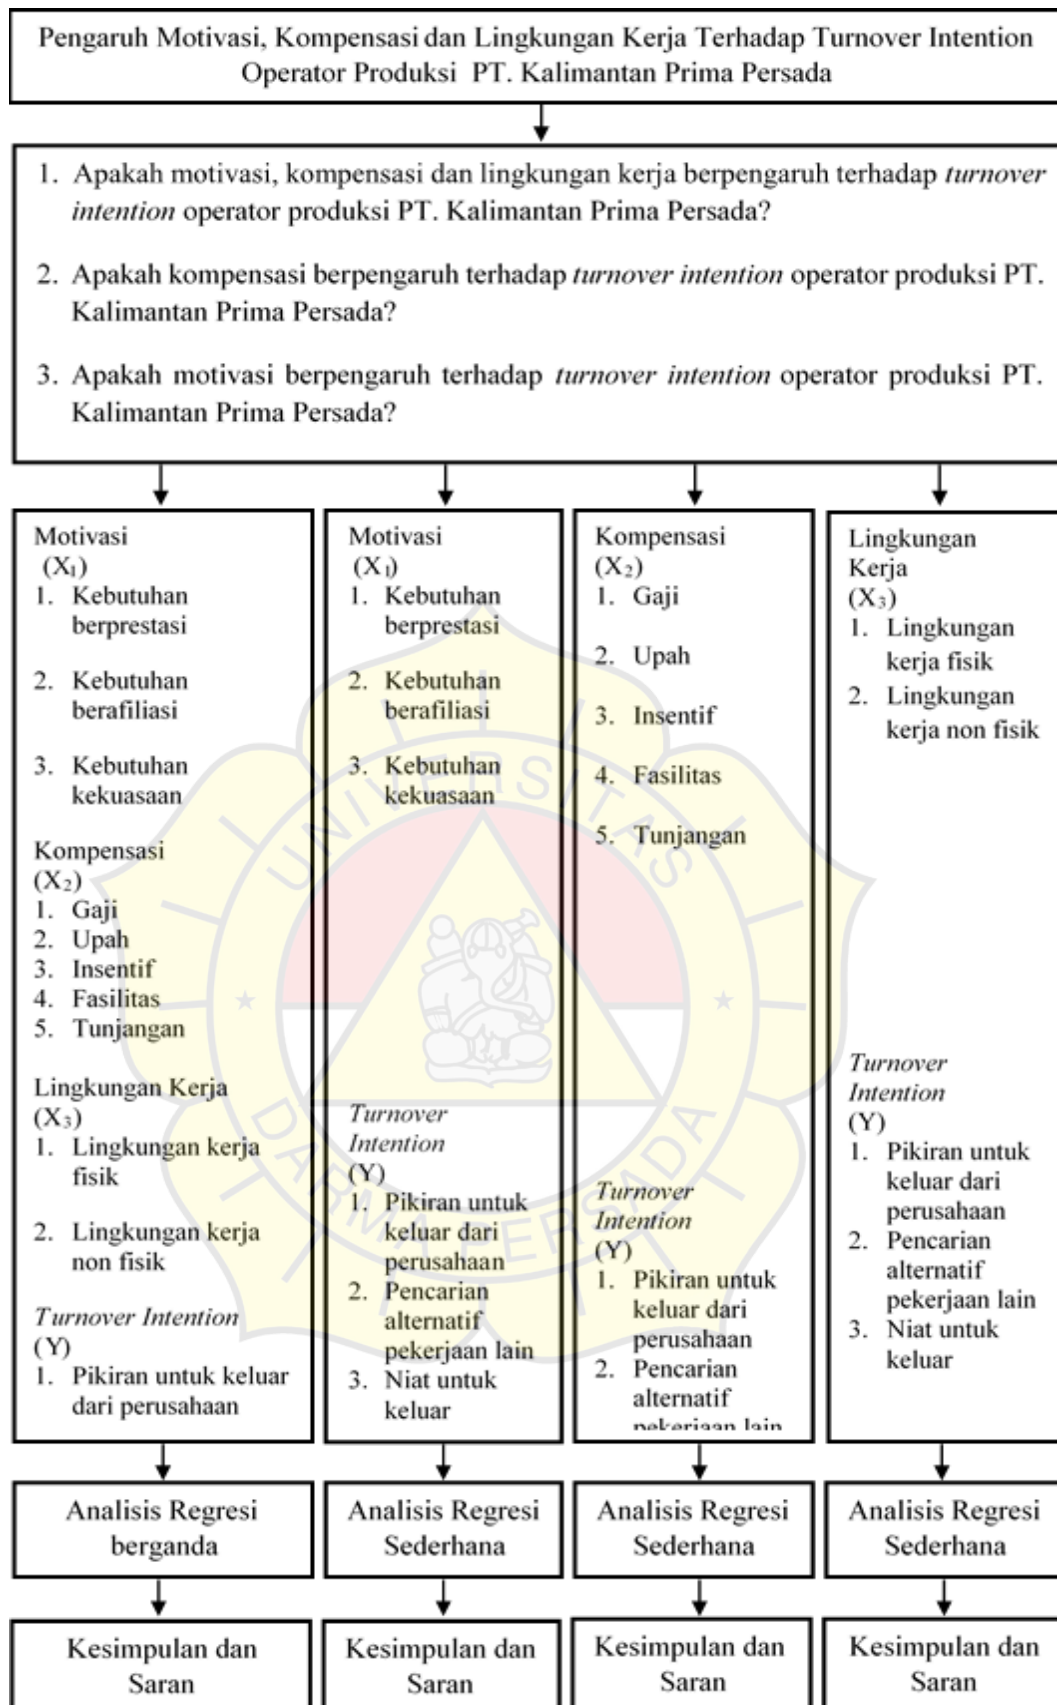 Pengaruh Motivasi, Kompensasi dan Lingkungan Kerja Terhadap Turnover Intention
Operator Produksi PT. Kalimantan Prima Persada
1. Apakah motivasi, kompensasi dan lingkungan kerja berpengaruh terhadap turnover
intention operator produksi PT. Kalimantan Prima Persada?
2. Apakah kompensasi berpengaruh terhadap turnover intention operator produksi PT.
Kalimantan Prima Persada?
3. Apakah motivasi berpengaruh terhadap turnover intention operator produksi PT.
Kalimantan Prima Persada?
Motivasi
(X₁)
1. Kebutuhan
berprestasi
2. Kebutuhan
berafiliasi
3. Kebutuhan
kekuasaan
Kompensasi
(X₂)
1. Gaji
2. Upah
3. Insentif
4. Fasilitas
5. Tunjangan
Lingkungan Kerja
(X₃)
1. Lingkungan kerja
fisik
2. Lingkungan kerja
non fisik
Turnover Intention
(Y)
1. Pikiran untuk keluar
dari perusahaan
Motivasi
(X₁)
1. Kebutuhan
berprestasi
2. Kebutuhan
berafiliasi
3. Kebutuhan
kekuasaan
Turnover
Intention
(Y)
1. Pikiran untuk
keluar dari
perusahaan
2. Pencarian
alternatif
pekerjaan lain
3. Niat untuk
keluar
Kompensasi
(X₂)
1. Gaji
2. Upah
3. Insentif
4. Fasilitas
5. Tunjangan
Turnover
Intention
(Y)
1. Pikiran untuk
keluar dari
perusahaan
2. Pencarian
alternatif
pekerjaan lain
Lingkungan
Kerja
(X₃)
1. Lingkungan
kerja fisik
2. Lingkungan
kerja non fisik
Turnover
Intention
(Y)
1. Pikiran untuk
keluar dari
perusahaan
2. Pencarian
alternatif
pekerjaan lain
3. Niat untuk
keluar
Analisis Regresi
berganda
Analisis Regresi
Sederhana
Analisis Regresi
Sederhana
Analisis Regresi
Sederhana
Kesimpulan dan
Saran
Kesimpulan dan
Saran
Kesimpulan dan
Saran
Kesimpulan dan
Saran
UNIVERSITAS
DARMA PERSADA